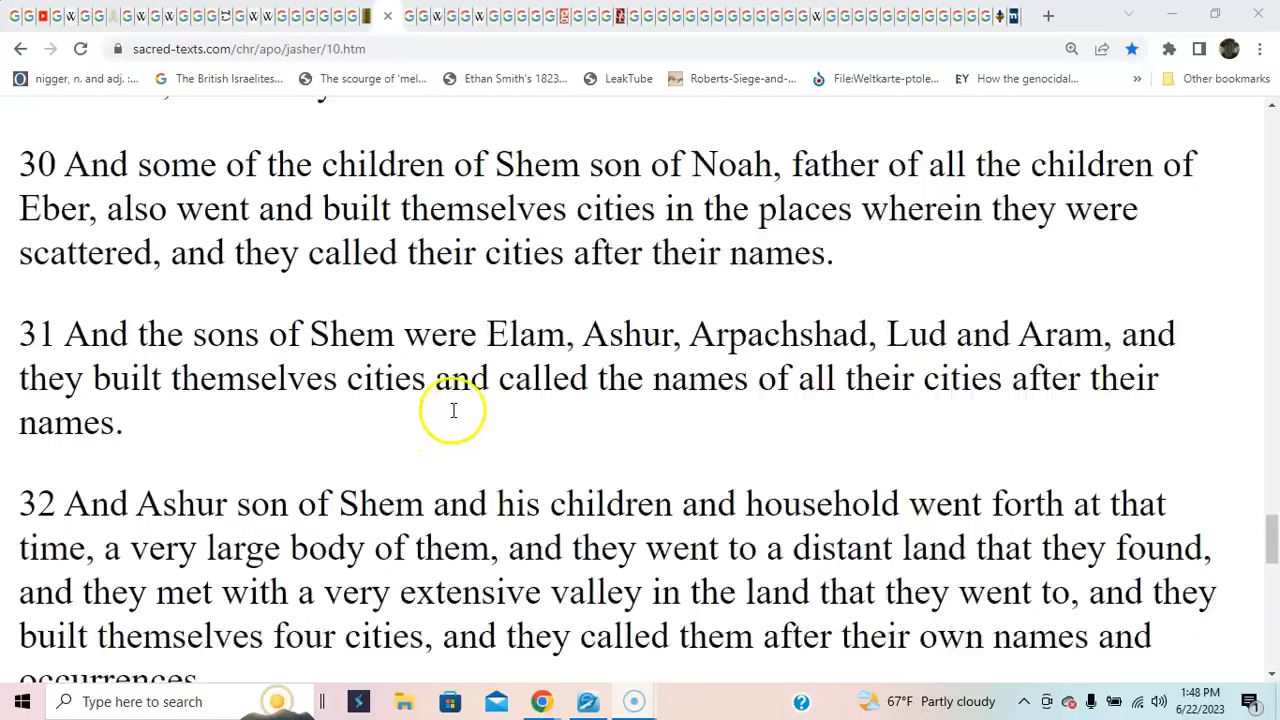 sacred-texts.com/chr/apo/jasher/10.htm
nigger, n. and adj. :... The British Israelites... The scourge of 'mel... Ethan Smith's 1823... LeakTube Roberts-Siege-and-... File:Weltkarte-ptole... EY How the genocidal... » Other bookmarks
30 And some of the children of Shem son of Noah, father of all the children of
Eber, also went and built themselves cities in the places wherein they were
scattered, and they called their cities after their names.
31 And the sons of Shem were Elam, Ashur, Arpachshad, Lud and Aram, and
they built themselves cities and called the names of all their cities after their
names.
32 And Ashur son of Shem and his children and household went forth at that
time, a very large body of them, and they went to a distant land that they found,
and they met with a very extensive valley in the land that they went to, and they
built themselves four cities, and they called them after their own names and
occurrences
Type here to search 67°F Partly cloudy 1:48 PM
6/22/2023